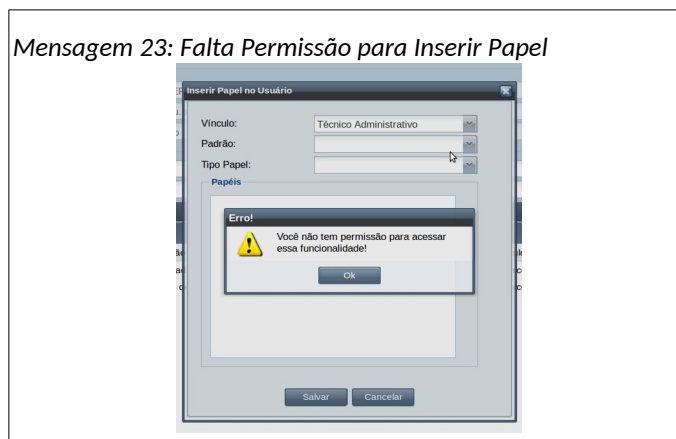 Mensagem 23: Falta Permissão para Inserir Papel
Inserir Papel no Usuário
Vínculo:
Técnico Administrativo
Padrão:
Tipo Papel:
Papéis
Erro!
Você não tem permissão para acessar
essa funcionalidade!
Ok
Salvar
Cancelar